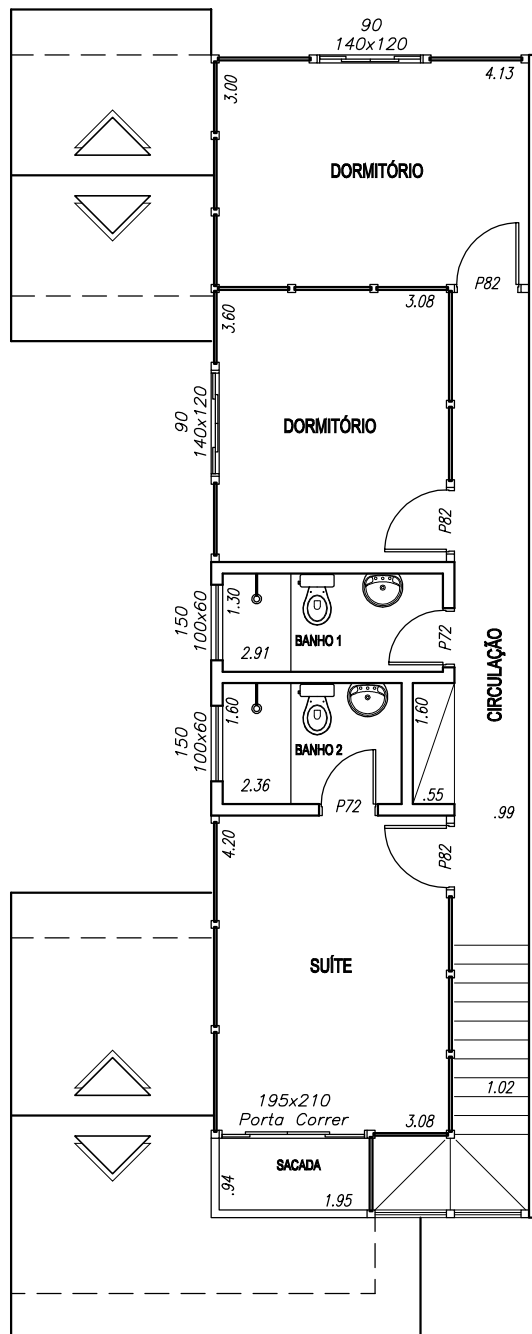 90
140x120
3.00
4.13
DORMITÓRIO
P82
3.60
3.08
90
140x120
DORMITÓRIO
P82
150
100x60
1.30
BANHO 1
2.91
P72
CIRCULAÇÃO
150
100x60
1.60
BANHO 2
2.36
1.60
.55
P72
.99
4.20
P82
SUÍTE
195x210
Porta Correr
3.08
1.02
SACADA
.94
1.95